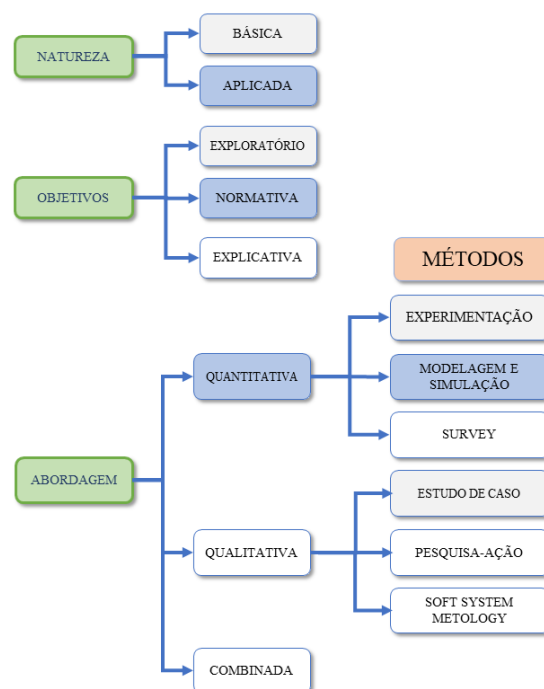 BÁSICA
NATUREZA
APLICADA
EXPLORATÓRIO
OBJETIVOS
NORMATIVA
EXPLICATIVA
MÉTODOS
EXPERIMENTAÇÃO
QUANTITATIVA
MODELAGEM E
SIMULAÇÃO
SURVEY
ABORDAGEM
ESTUDO DE CASO
QUALITATIVA
PESQUISA-AÇÃO
SOFT SYSTEM
METOLOGY
COMBINADA